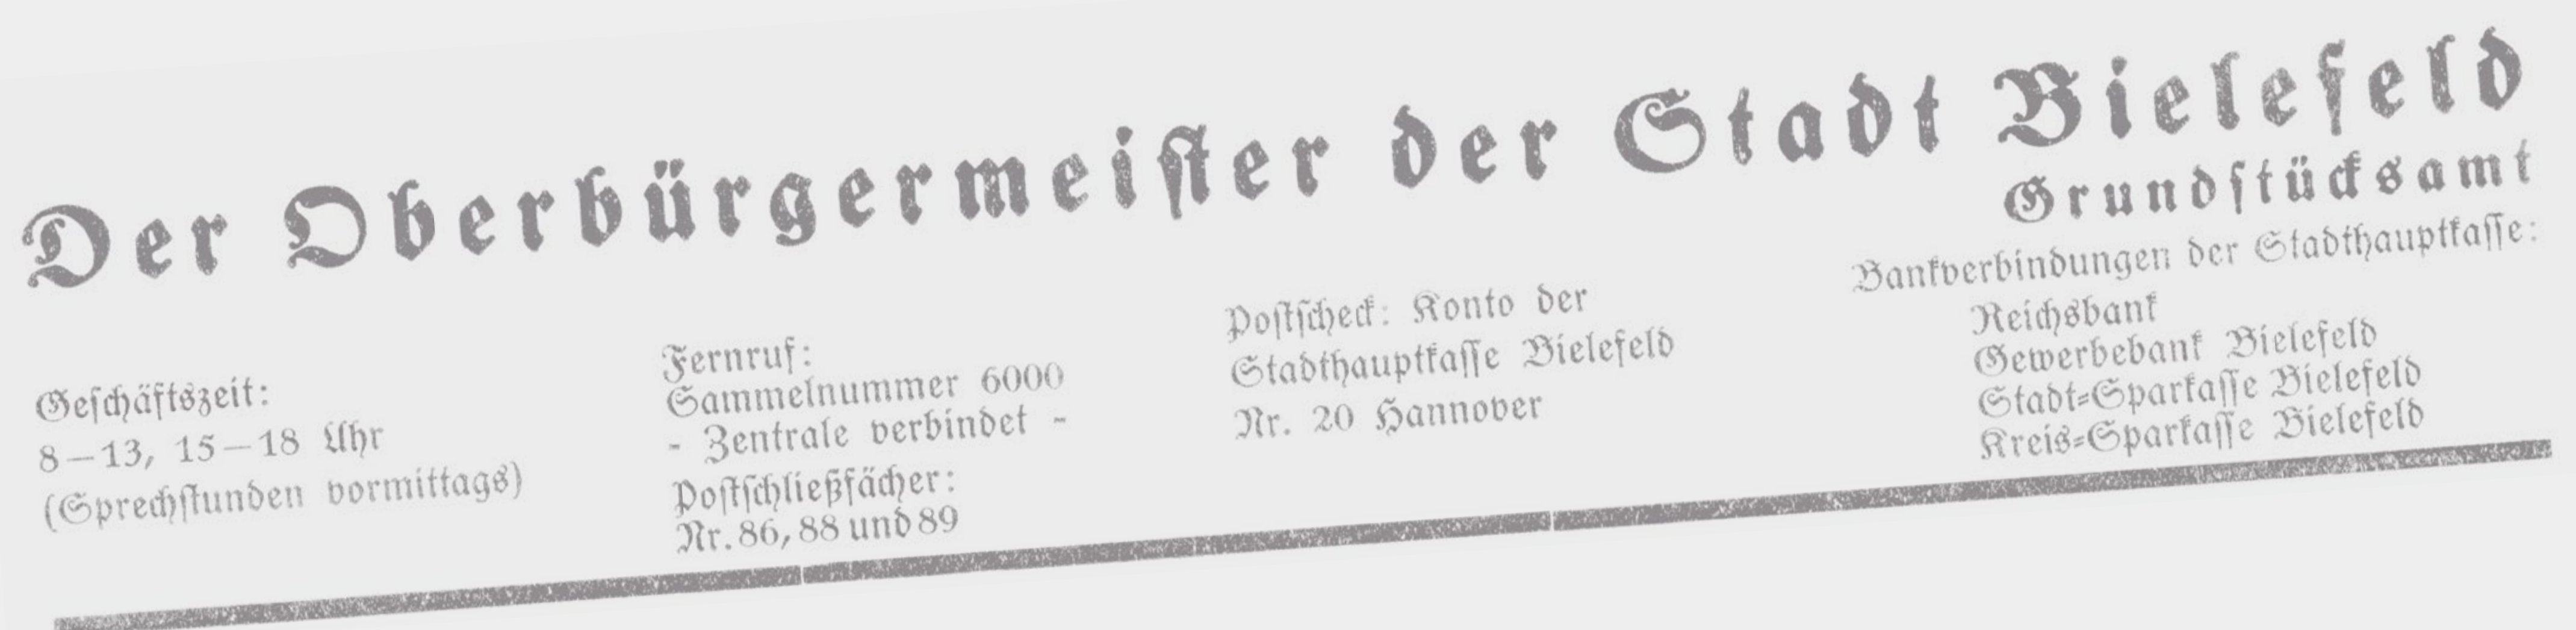 Der Oberbürgermeister der Stadt Bielefeld
Grundstücksamt
Geschäftszeit:
8—13, 15—18 Uhr
(Sprechstunden vormittags)
Fernruf:
Sammelnummer 6000
- Zentrale verbindet -
Postschließfächer:
Nr. 86, 88 und 89
Postscheck: Konto der
Stadthauptkasse Bielefeld
Nr. 20 Hannover
Bankverbindungen der Stadthauptkasse:
Reichsbank
Gewerbebank Bielefeld
Stadt-Sparkasse Bielefeld
Kreis-Sparkasse Bielefeld